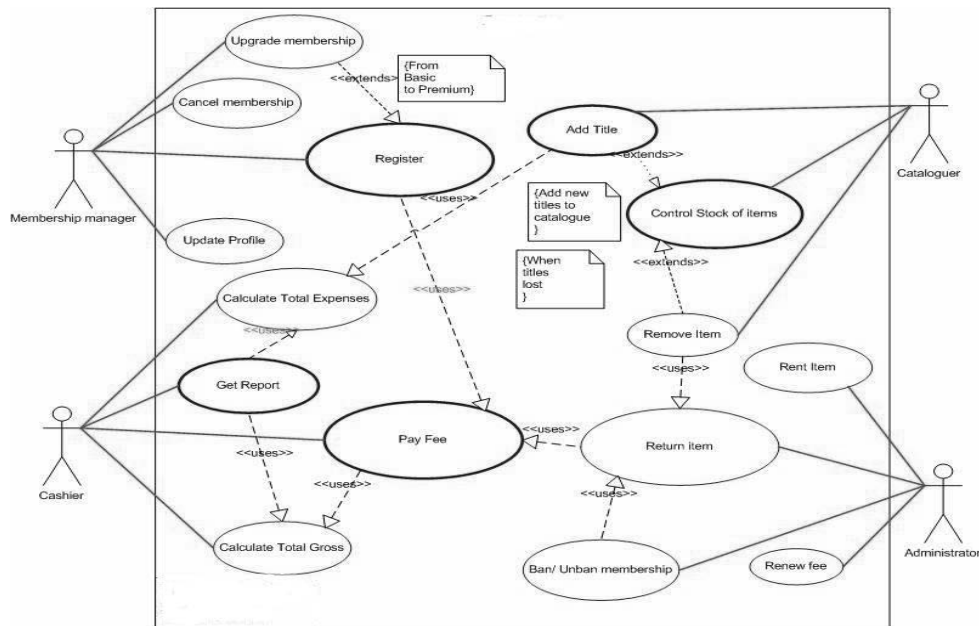 Upgrade membership
<<extends>
{From
Basic
to Premium}
Cancel membership
Add Title
Register
<<extends>>
Cataloguer
Membership manager
<<uses>>
{Add new
titles to
catalogue
}
Control Stock of items
Update Profile
{When
titles
lost
}
<<extends>>
<<uses>>
Calculate Total Expenses
<<uses>>
Remove Item
<<uses>>
Rent Item
Get Report
Pay Fee
<<uses>>
Return item
<<uses>>
<<uses>>
<<uses>>
Cashier
Calculate Total Gross
Ban/ Unban membership
Renew fee
Administrator